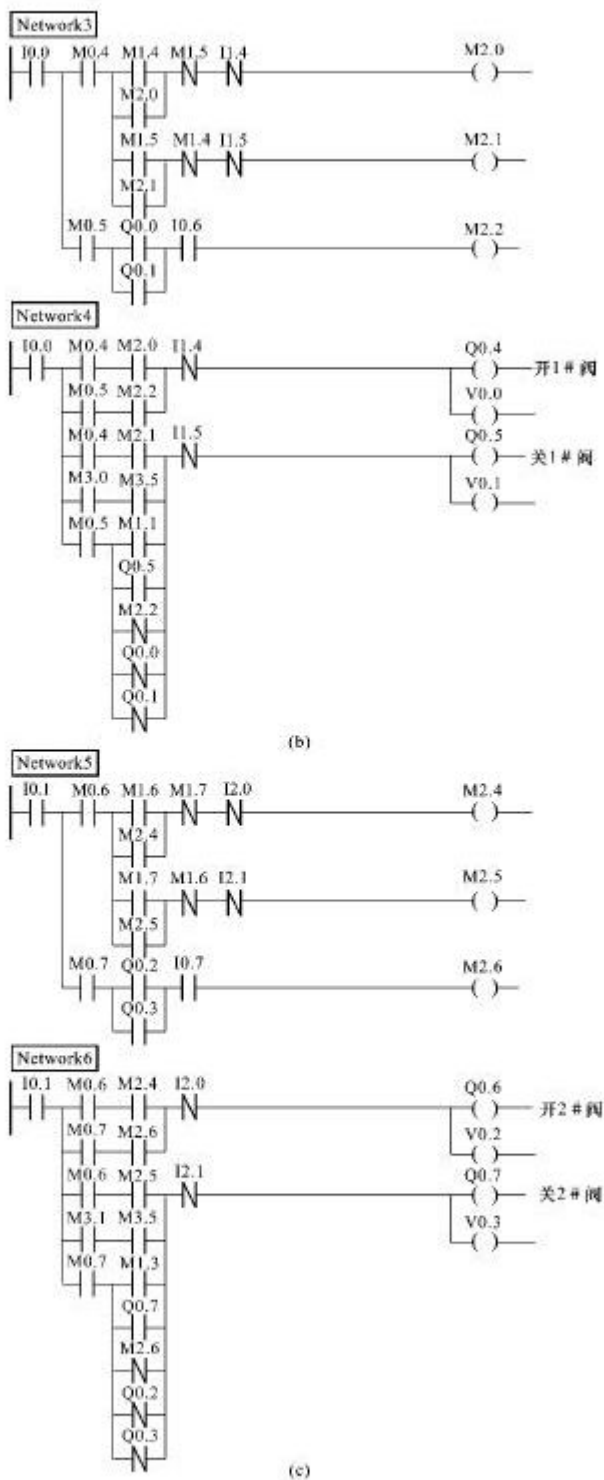 Network3
I0.0 M0.4 M1.4 M1.5 I1.4 M2.0
M2.0
M1.5 M1.4 I1.5 M2.1
M2.1
M0.5 Q0.0 I0.6 M2.2
Q0.1
Network4
I0.0 M0.4 M2.0 I1.4 Q0.4
开1#阀
M0.5 M2.2 V0.0
M0.4 M2.1 I1.5 Q0.5
关1#阀
M3.0 M3.5 V0.1
M0.5 M1.1
Q0.5
M2.2
Q0.0
Q0.1
(b)
Network5
I0.1 M0.6 M1.6 M1.7 I2.0 M2.4
M2.4
M1.7 M1.6 I2.1 M2.5
M2.5
M0.7 Q0.2 I0.7 M2.6
Q0.3
Network6
I0.1 M0.6 M2.4 I2.0 Q0.6
开2#阀
M0.7 M2.6 V0.2
M0.6 M2.5 I2.1 Q0.7
关2#阀
M3.1 M3.5 V0.3
M0.7 M1.3
Q0.7
M2.6
Q0.2
Q0.3
(c)